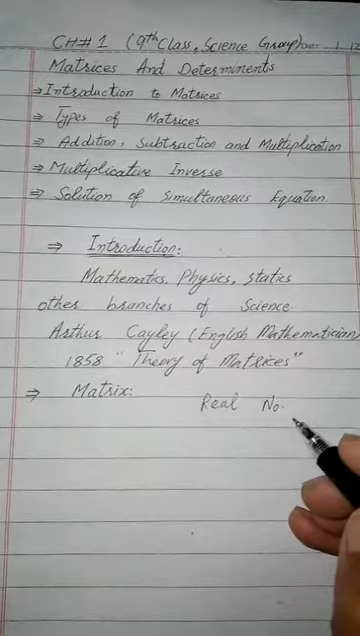 CH# 1 (9th Class, Science Group) Date:
Matrices And Determinents
⇒ Introduction to Matrices
⇒ Types of Matrices
⇒ Addition, Subtraction and Multiplication
⇒ Multiplicative Inverse
⇒ Solution of Simultaneous Equation
⇒ Introduction:
Mathematics, Physics, statics
other branches of Science.
Arthur Cayley (English Mathematician)
1858 "Theory of Matrices"
⇒ Matrix:
Real No.